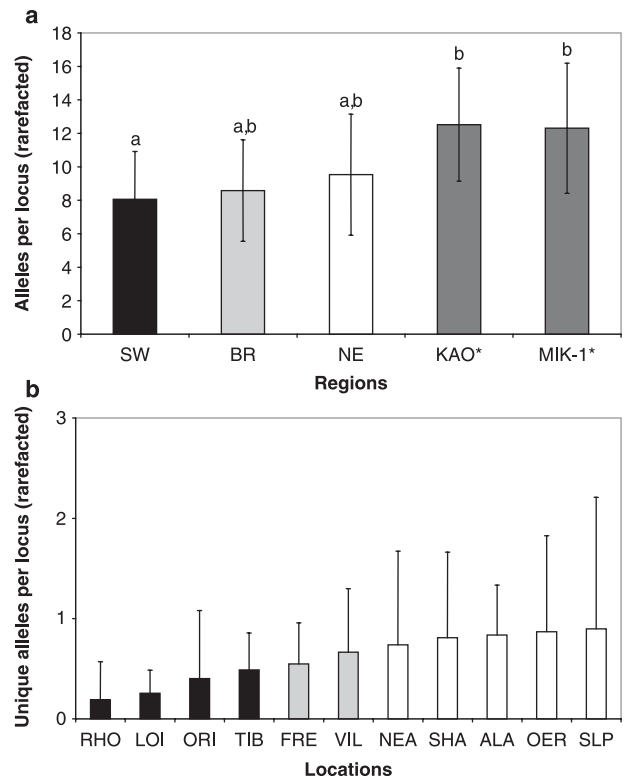 a
Alleles per locus (rarefacted)
18
16
14
12
10
8
6
4
2
0
a
a,b
a,b
b
b
SW BR NE KAO* MIK-1*
Regions
b
Unique alleles per locus (rarefacted)
3
2
1
0
RHO LOI ORI TIB FRE VIL NEA SHA ALA OER SLP
Locations